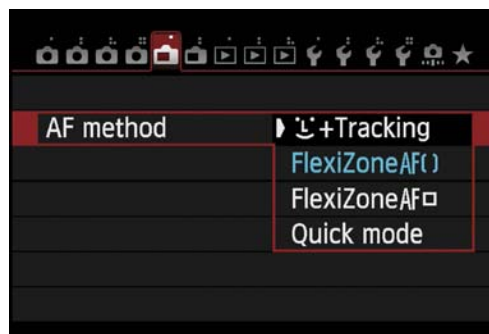 AF method
+Tracking
FlexiZoneAF()
FlexiZoneAF□
Quick mode